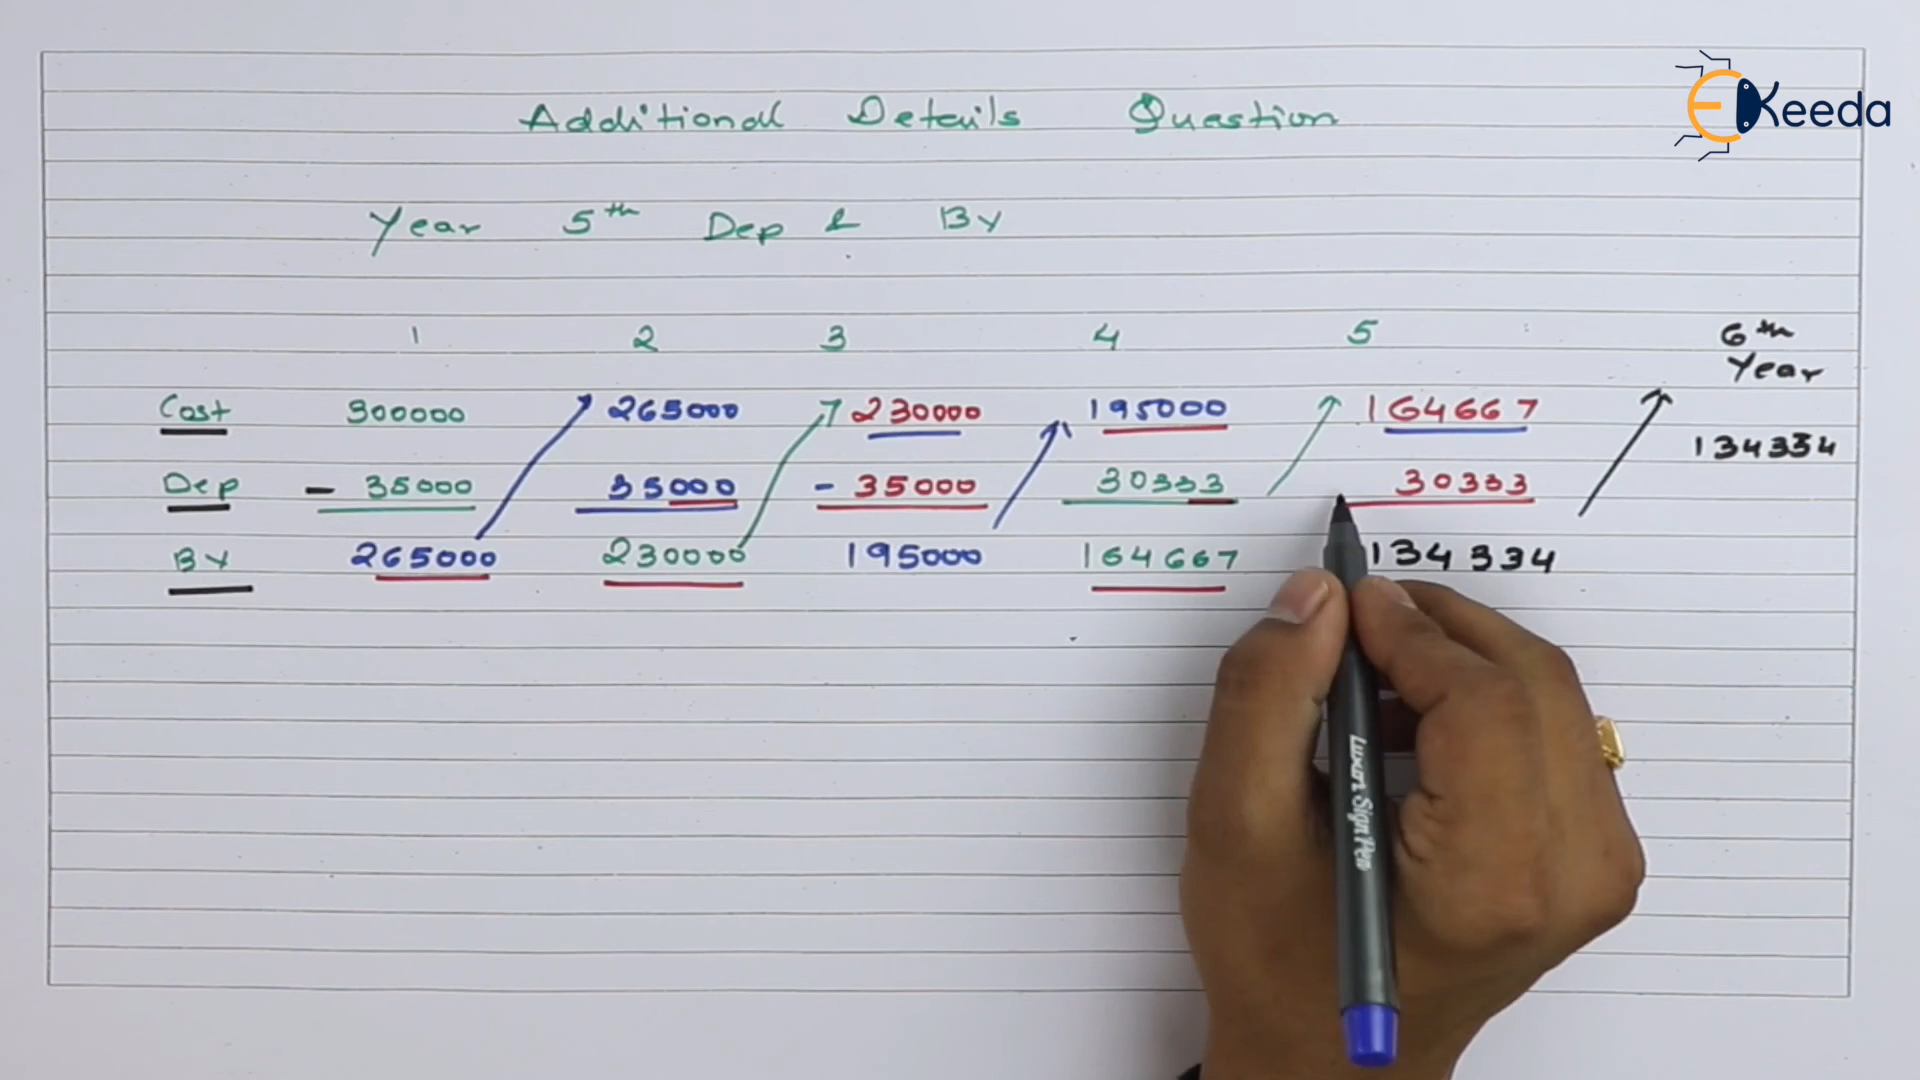 EKeeda
Additional Details Question
Year 5th Dep & BV
1 2 3 4 5 6th Year
Cost 300000 265000 230000 195000 164667 134334
Dep - 35000 35000 - 35000 30333 30333
BV 265000 230000 195000 164667 134334
Luxor Sign Pen